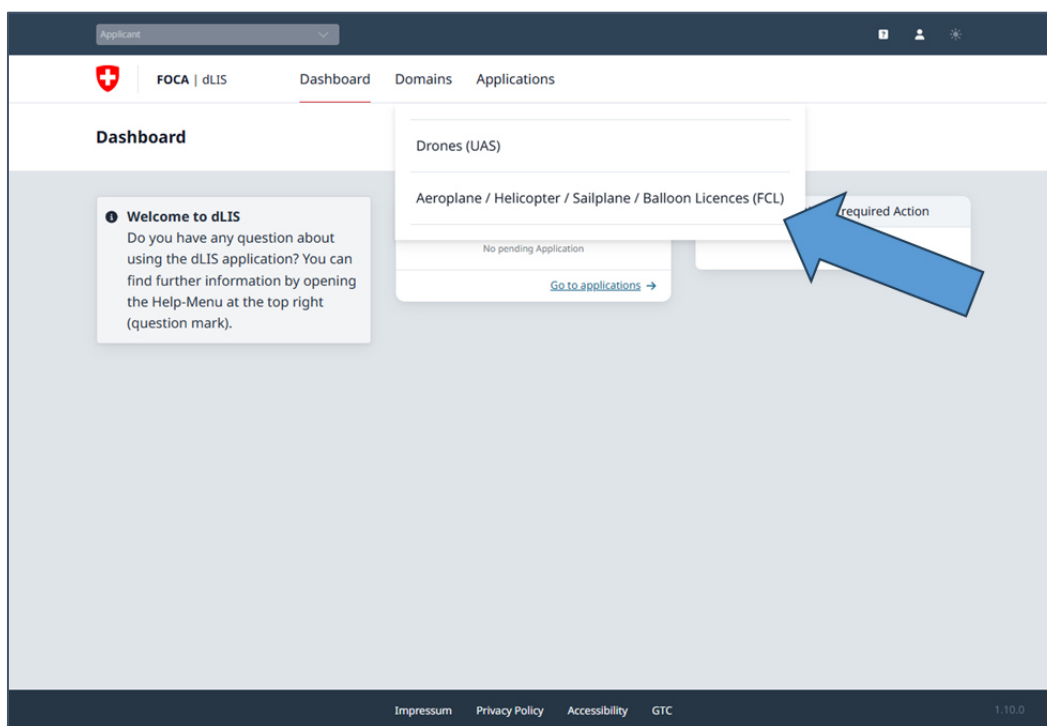 Applicant
FOCA | dLIS
Dashboard
Domains
Applications
Dashboard
Drones (UAS)
Aeroplane / Helicopter / Sailplane / Balloon Licences (FCL)
Welcome to dLIS
Do you have any question about
using the dLIS application? You can
find further information by opening
the Help-Menu at the top right
(question mark).
No pending Application
Go to applications →
required Action
Impressum
Privacy Policy
Accessibility
GTC
1.10.0